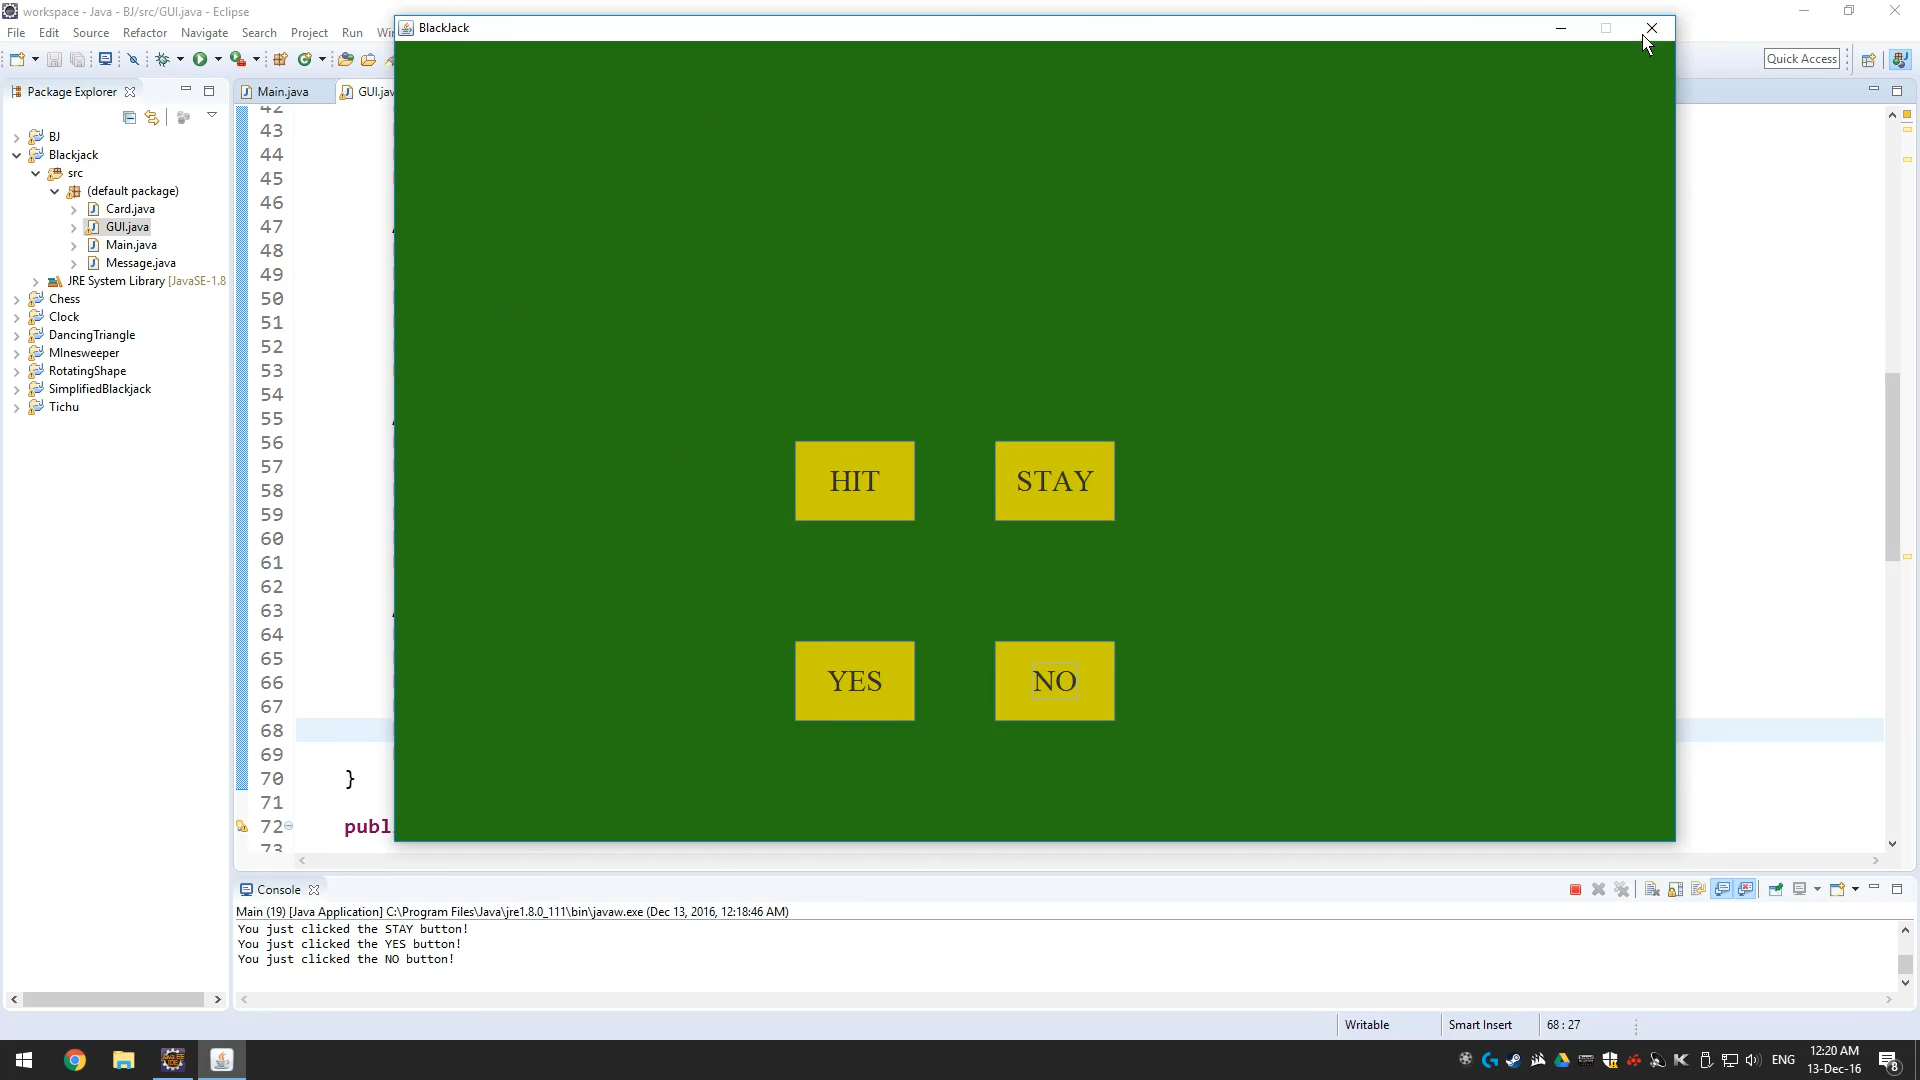 workspace - Java - BJ/src/GUI.java - Eclipse
File Edit Source Refactor Navigate Search Project Run
Quick Access
BlackJack
Package Explorer
BJ
Blackjack
src
(default package)
Card.java
GUI.java
Main.java
Message.java
JRE System Library [JavaSE-1.8
Chess
Clock
DancingTriangle
MInesweeper
RotatingShape
SimplifiedBlackjack
Tichu
Main.java GUI.jav
42
43
44
45
46
47
48
49
50
51
52
53
54
55
56
57
58
59
60
61
62
63
64
65
66
67
68
69
70 }
71
72 publ
73
HIT STAY
YES NO
Console
Main (19) [Java Application] C:\Program Files\Java\jre1.8.0_111\bin\javaw.exe (Dec 13, 2016, 12:18:46 AM)
You just clicked the STAY button!
You just clicked the YES button!
You just clicked the NO button!
Writable Smart Insert 68 : 27
ENG 12:20 AM
13-Dec-16
8